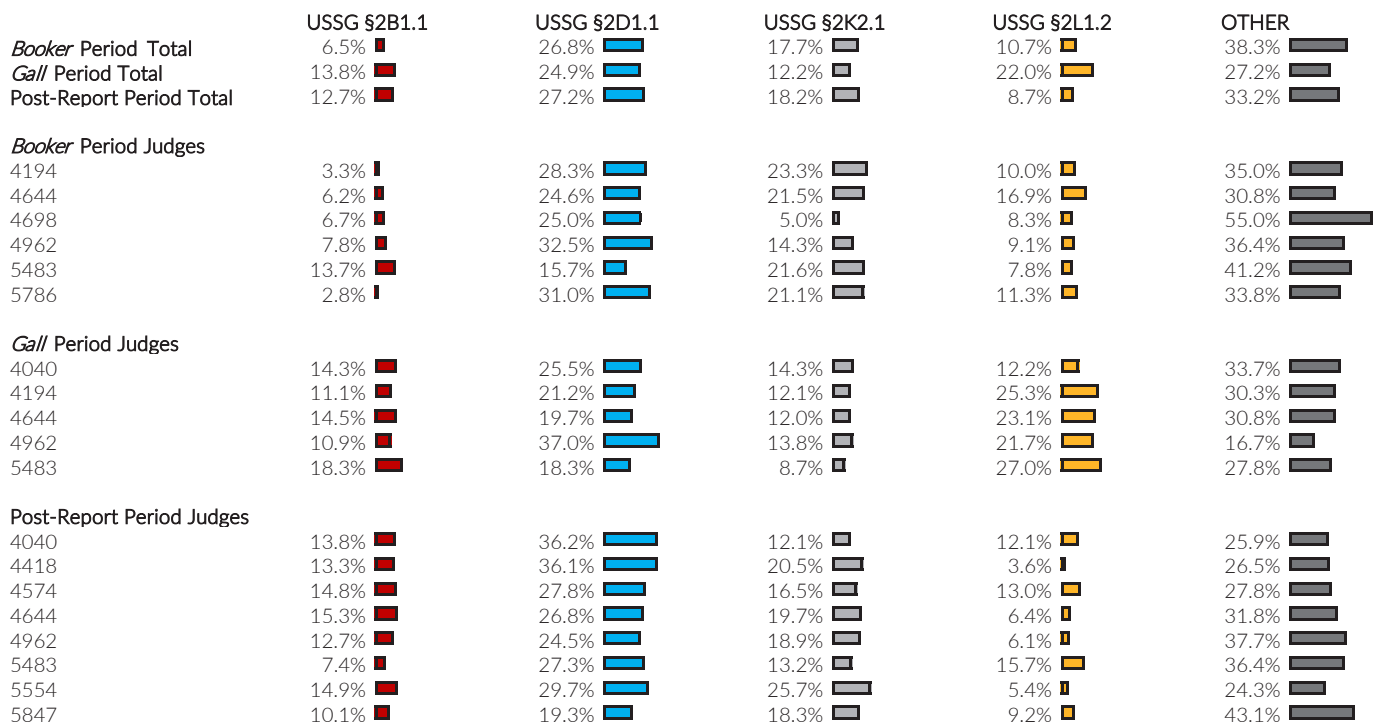 USSG §2B1.1 USSG §2D1.1 USSG §2K2.1 USSG §2L1.2 OTHER
Booker Period Total 6.5% 26.8% 17.7% 10.7% 38.3%
Gall Period Total 13.8% 24.9% 12.2% 22.0% 27.2%
Post-Report Period Total 12.7% 27.2% 18.2% 8.7% 33.2%
Booker Period Judges
4194 3.3% 28.3% 23.3% 10.0% 35.0%
4644 6.2% 24.6% 21.5% 16.9% 30.8%
4698 6.7% 25.0% 5.0% 8.3% 55.0%
4962 7.8% 32.5% 14.3% 9.1% 36.4%
5483 13.7% 15.7% 21.6% 7.8% 41.2%
5786 2.8% 31.0% 21.1% 11.3% 33.8%
Gall Period Judges
4040 14.3% 25.5% 14.3% 12.2% 33.7%
4194 11.1% 21.2% 12.1% 25.3% 30.3%
4644 14.5% 19.7% 12.0% 23.1% 30.8%
4962 10.9% 37.0% 13.8% 21.7% 16.7%
5483 18.3% 18.3% 8.7% 27.0% 27.8%
Post-Report Period Judges
4040 13.8% 36.2% 12.1% 12.1% 25.9%
4418 13.3% 36.1% 20.5% 3.6% 26.5%
4574 14.8% 27.8% 16.5% 13.0% 27.8%
4644 15.3% 26.8% 19.7% 6.4% 31.8%
4962 12.7% 24.5% 18.9% 6.1% 37.7%
5483 7.4% 27.3% 13.2% 15.7% 36.4%
5554 14.9% 29.7% 25.7% 5.4% 24.3%
5847 10.1% 19.3% 18.3% 9.2% 43.1%